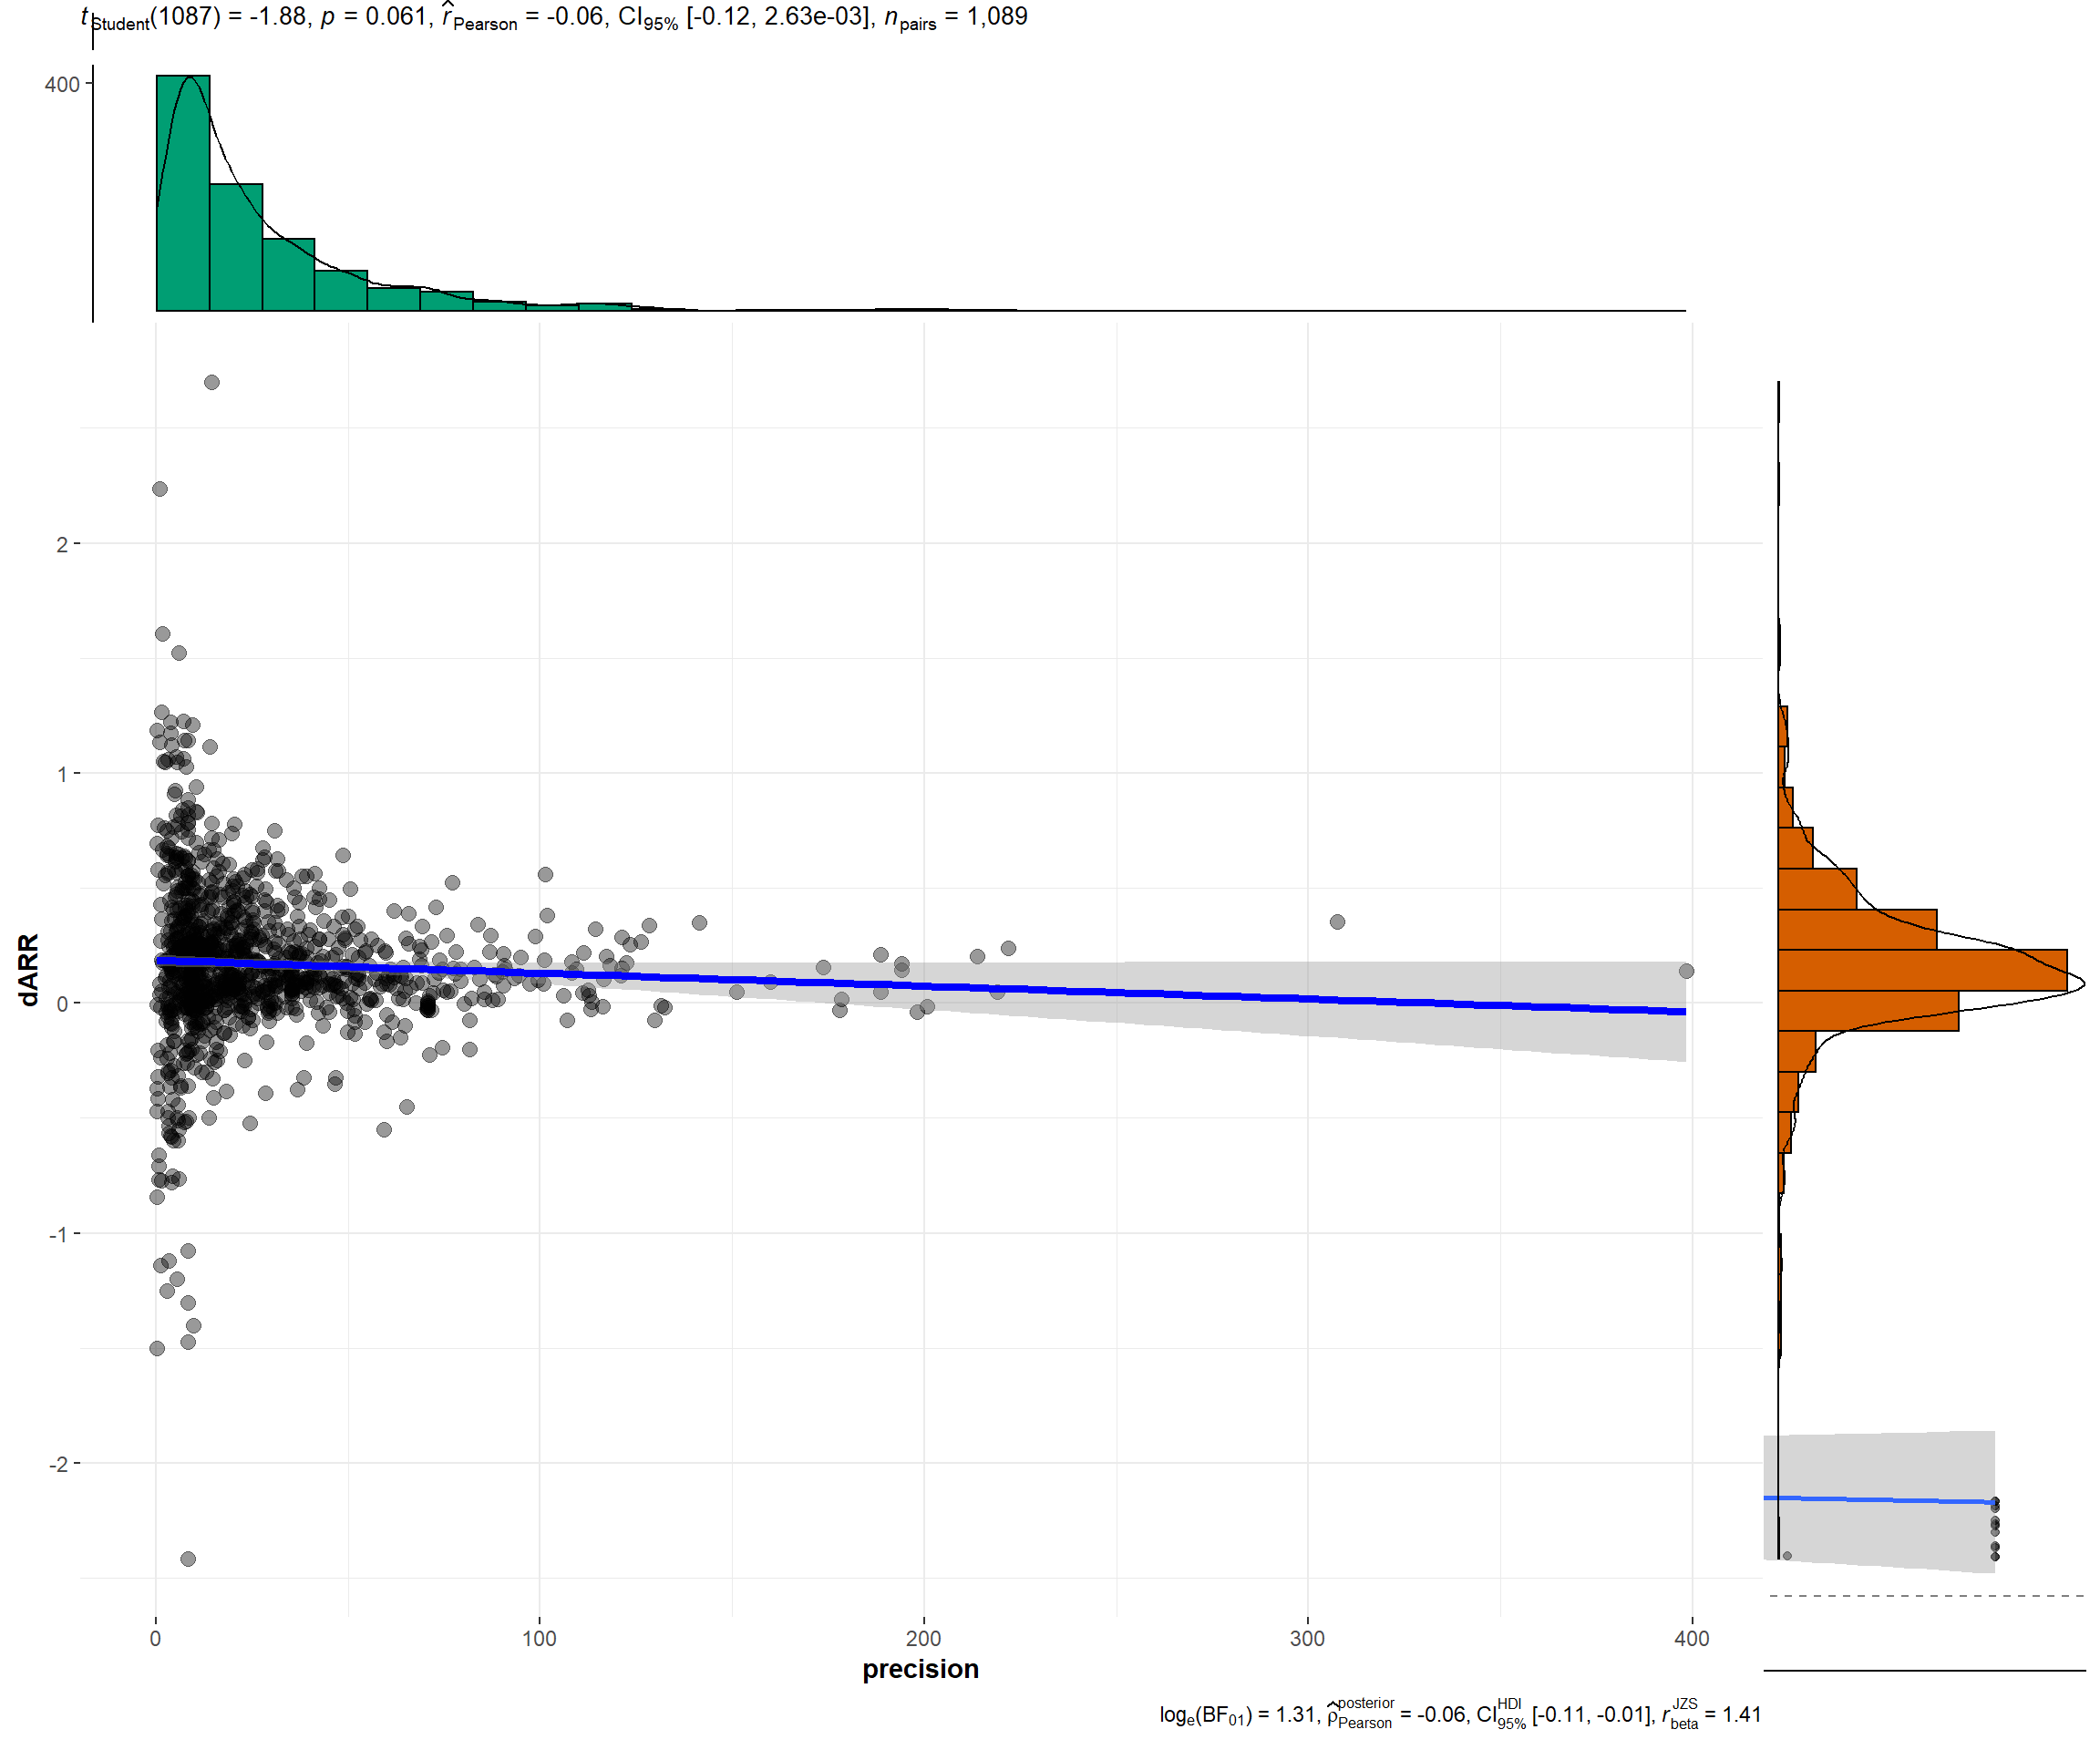 tStudent(1087) = -1.88, p = 0.061, r̂Pearson = -0.06, CI95% [-0.12, 2.63e-03], npairs = 1,089
400
2
1
0
-1
-2
dARR
0 100 200 300 400
precision
loge(BF01) = 1.31, ρ̂posteriorPearson = -0.06, CIHDI95% [-0.11, -0.01], rJZSbeta = 1.41